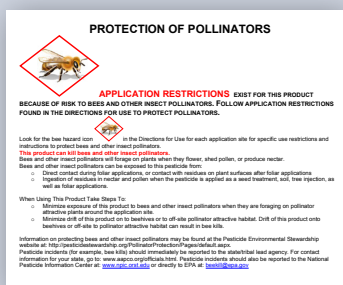 PROTECTION OF POLLINATORS
APPLICATION RESTRICTIONS EXIST FOR THIS PRODUCT
BECAUSE OF RISK TO BEES AND OTHER INSECT POLLINATORS. FOLLOW APPLICATION RESTRICTIONS
FOUND IN THE DIRECTIONS FOR USE TO PROTECT POLLINATORS.
Look for the bee hazard icon in the Directions for Use for each application site for specific use restrictions and
instructions to protect bees and other insect pollinators.
This product can kill bees and other insect pollinators.
Bees and other insect pollinators will forage on plants when they flower, shed pollen, or produce nectar.
Bees and other insect pollinators can be exposed to this pesticide from:
o Direct contact during foliar applications, or contact with residues on plant surfaces after foliar applications
o Ingestion of residues in nectar and pollen when the pesticide is applied as a seed treatment, soil, tree injection, as
well as foliar applications.
When Using This Product Take Steps To:
o Minimize exposure of this product to bees and other insect pollinators when they are foraging on pollinator
attractive plants around the application site.
o Minimize drift of this product on to beehives or to off-site pollinator attractive habitat. Drift of this product onto
beehives or off-site to pollinator attractive habitat can result in bee kills.
Information on protecting bees and other insect pollinators may be found at the Pesticide Environmental Stewardship
website at: http://pesticidestewardship.org/PollinatorProtection/Pages/default.aspx.
Pesticide incidents (for example, bee kills) should immediately be reported to the state/tribal lead agency. For contact
information for your state, go to: www.aapco.org/officials.html. Pesticide incidents should also be reported to the National
Pesticide Information Center at: www.npic.orst.edu or directly to EPA at: beekill@epa.gov